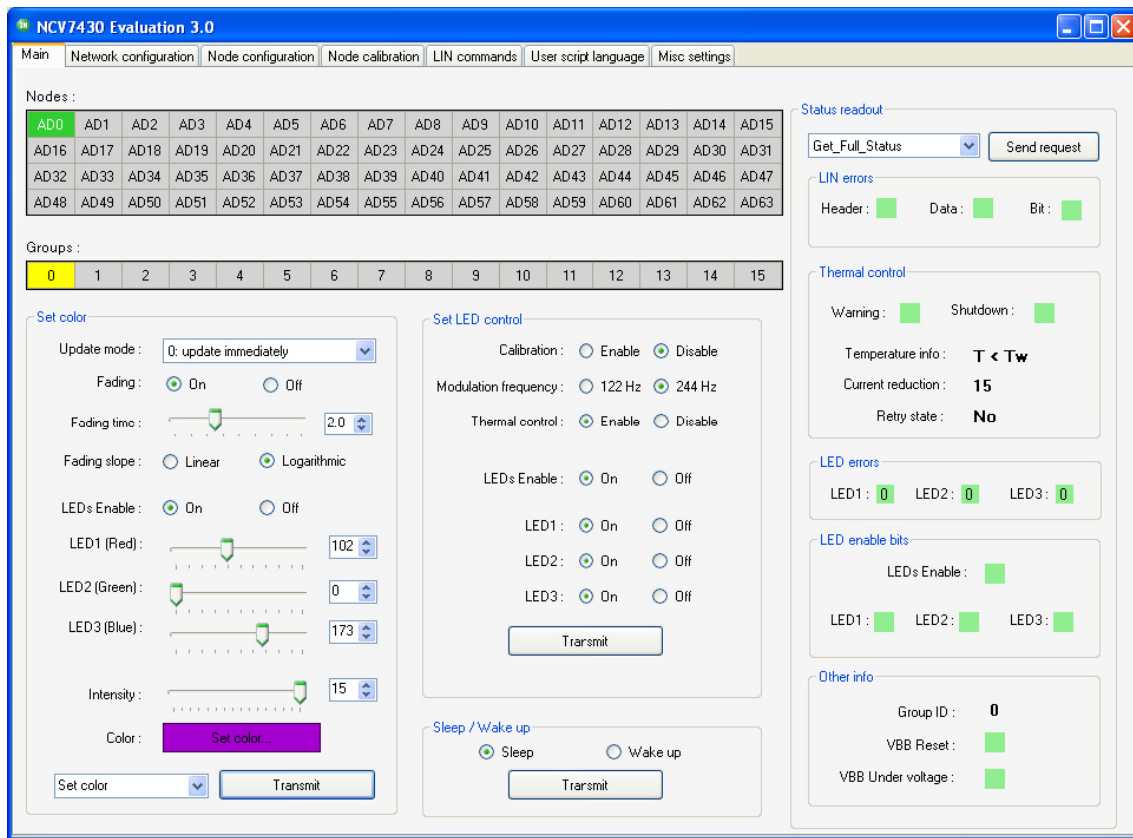 NCV7430 Evaluation 3.0
Main Network configuration Node configuration Node calibration LIN commands User script language Misc settings
Nodes :
AD0 AD1 AD2 AD3 AD4 AD5 AD6 AD7 AD8 AD9 AD10 AD11 AD12 AD13 AD14 AD15
AD16 AD17 AD18 AD19 AD20 AD21 AD22 AD23 AD24 AD25 AD26 AD27 AD28 AD29 AD30 AD31
AD32 AD33 AD34 AD35 AD36 AD37 AD38 AD39 AD40 AD41 AD42 AD43 AD44 AD45 AD46 AD47
AD48 AD49 AD50 AD51 AD52 AD53 AD54 AD55 AD56 AD57 AD58 AD59 AD60 AD61 AD62 AD63
Groups :
0 1 2 3 4 5 6 7 8 9 10 11 12 13 14 15
Set color
Update mode : 0: update immediately
Fading : On Off
Fading time : 2.0
Fading slope : Linear Logarithmic
LEDs Enable : On Off
LED1 (Red) : 102
LED2 (Green) : 0
LED3 (Blue) : 173
Intensity : 15
Color : Set color...
Set color Transmit
Set LED control
Calibration : Enable Disable
Modulation frequency : 122 Hz 244 Hz
Thermal control : Enable Disable
LEDs Enable : On Off
LED1 : On Off
LED2 : On Off
LED3 : On Off
Transmit
Sleep / Wake up
Sleep Wake up
Transmit
Status readout
Get_Full_Status Send request
LIN errors
Header : Data : Bit :
Thermal control
Warning : Shutdown :
Temperature info : T < Tw
Current reduction : 15
Retry state : No
LED errors
LED1 : 0 LED2 : 0 LED3 : 0
LED enable bits
LEDs Enable :
LED1 : LED2 : LED3 :
Other info
Group ID : 0
VBB Reset :
VBB Under voltage :